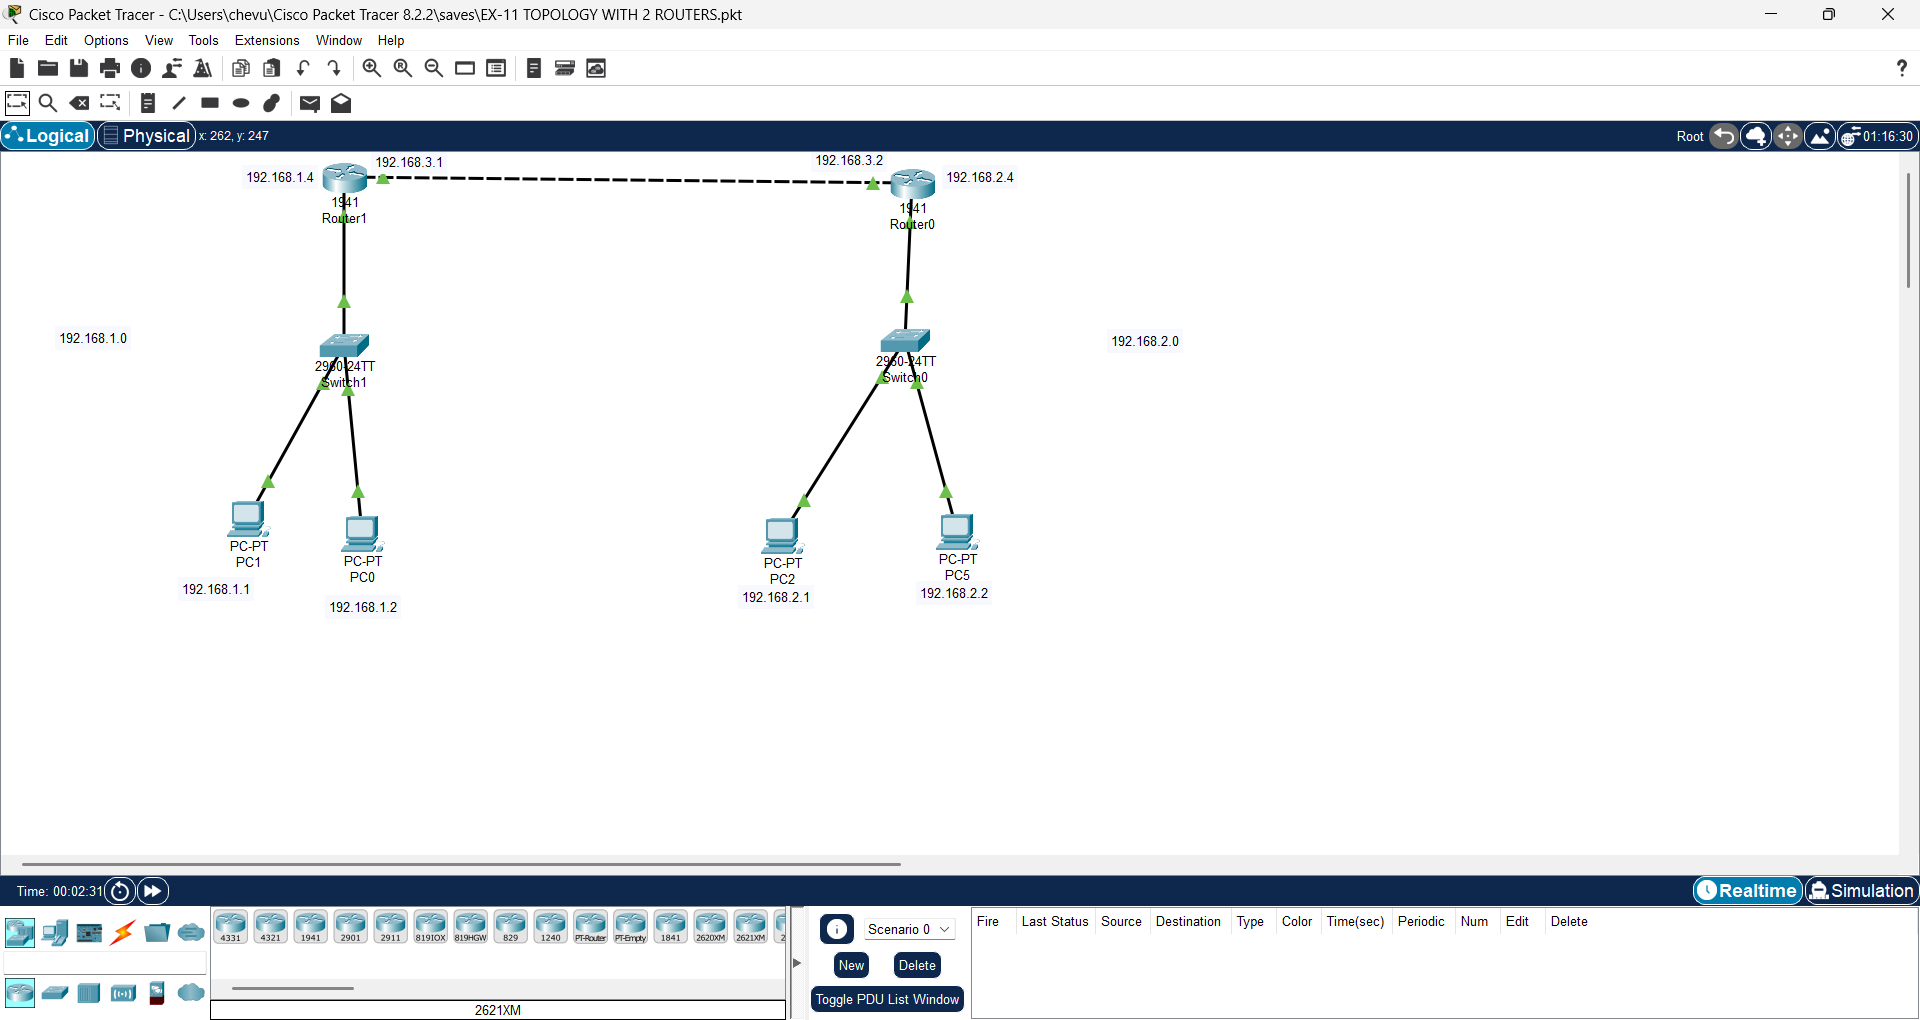 Cisco Packet Tracer - C:\Users\chevu\Cisco Packet Tracer 8.2.2\saves\EX-11 TOPOLOGY WITH 2 ROUTERS.pkt
File Edit Options View Tools Extensions Window Help
Logical Physical x: 262, y: 247 Root 01:16:30
192.168.3.1 192.168.3.2
192.168.1.4 192.168.2.4
1941
Router1
1941
Router0
192.168.1.0 192.168.2.0
2960-24TT
Switch1
2960-24TT
Switch0
PC-PT
PC1
192.168.1.1
PC-PT
PC0
192.168.1.2
PC-PT
PC2
192.168.2.1
PC-PT
PC5
192.168.2.2
Time: 00:02:31 Realtime Simulation
4331 4321 1941 2901 2911 819IOX 819HGW 829 1240 PT-Router PT-Empty 1841 2620XM 2621XM 2
2621XM
Scenario 0
New Delete
Toggle PDU List Window
Fire Last Status Source Destination Type Color Time(sec) Periodic Num Edit Delete